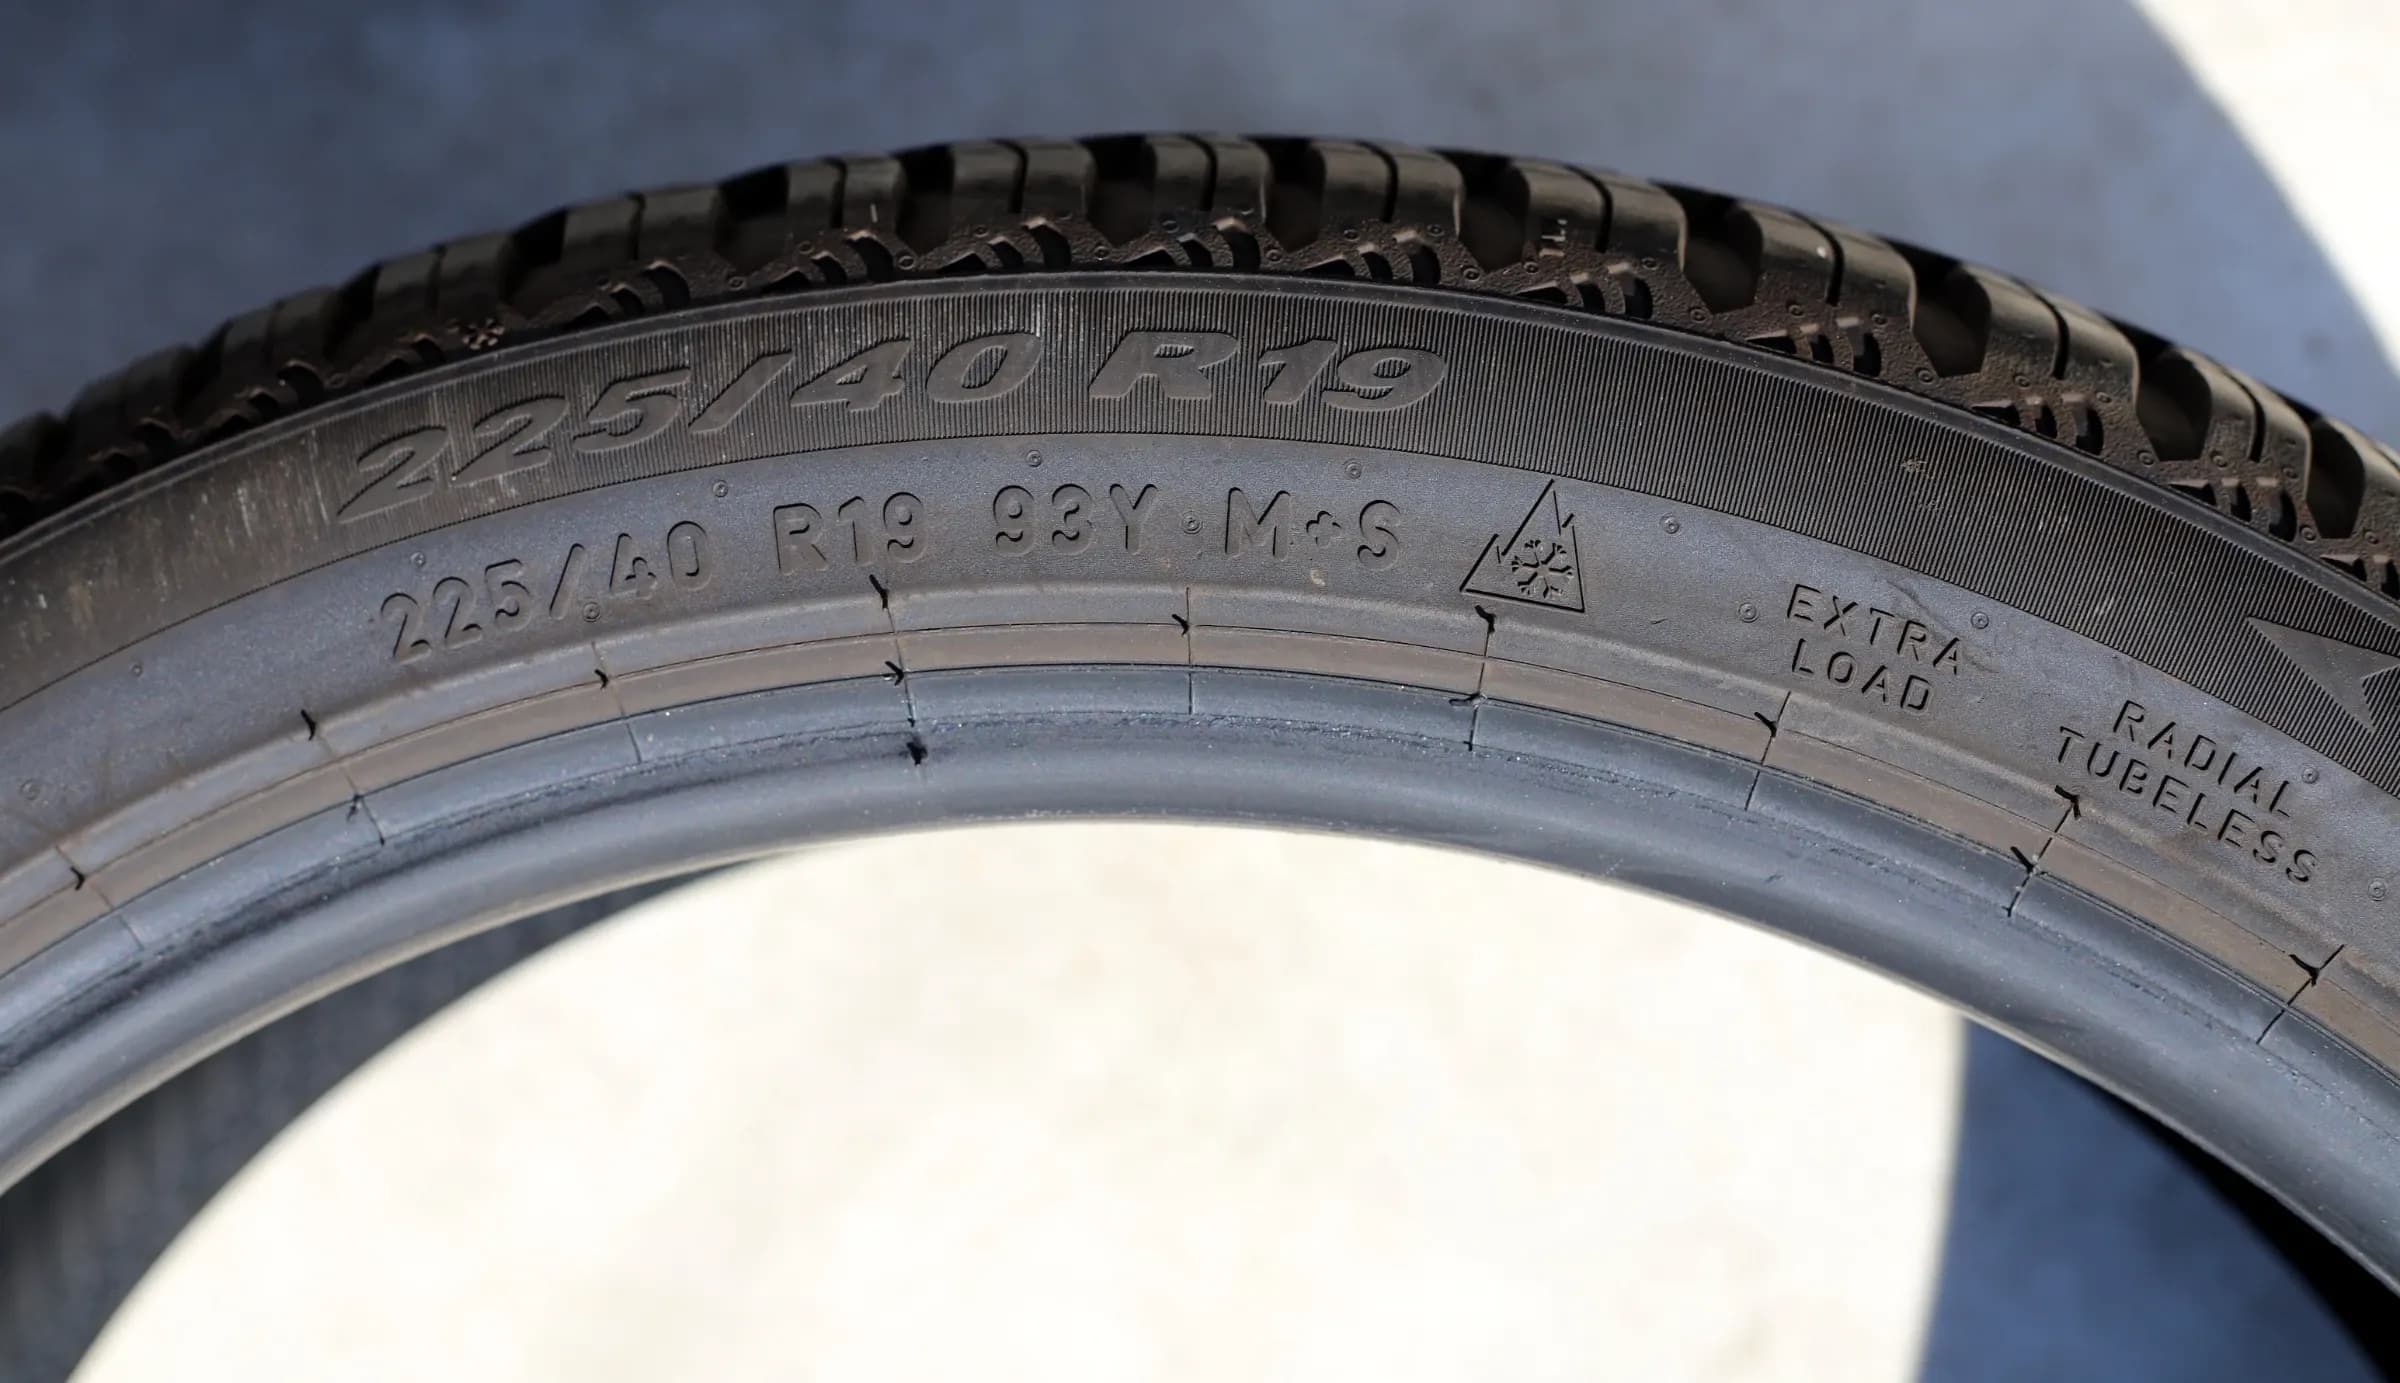 225/40 R19
225/40 R19 93Y M+S
EXTRA
LOAD
RADIAL
TUBELESS